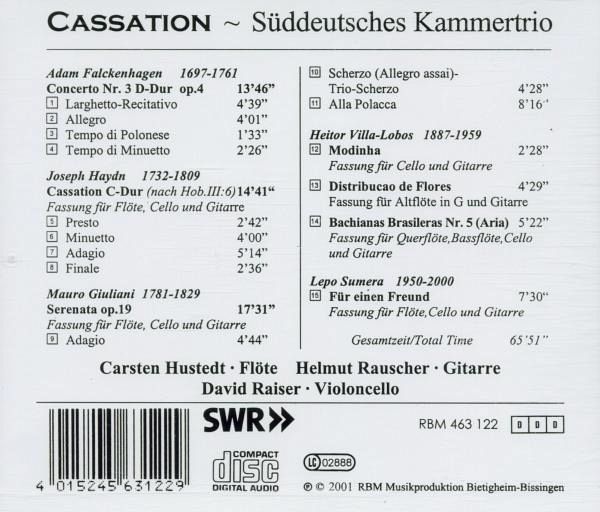 CASSATION ~ Süddeutsches Kammertrio
Adam Falckenhagen 1697-1761
Concerto Nr. 3 D-Dur op.4 13’46“
1 Larghetto-Recitativo 4’39“
2 Allegro 4’01“
3 Tempo di Polonese 1’33“
4 Tempo di Minuetto 2’26“
Joseph Haydn 1732-1809
Cassation C-Dur (nach Hob.III:6) 14’41“
Fassung für Flöte, Cello und Gitarre
5 Presto 2’42“
6 Minuetto 4’00“
7 Adagio 5’14“
8 Finale 2’36“
Mauro Giuliani 1781-1829
Serenata op.19 17’31“
Fassung für Flöte, Cello und Gitarre
9 Adagio 4’44“
10 Scherzo (Allegro assai)-
Trio-Scherzo 4’28“
11 Alla Polacca 8’16“
Heitor Villa-Lobos 1887-1959
12 Modinha 2’28“
Fassung für Cello und Gitarre
13 Distribucao de Flores 4’29“
Fassung für Altflöte in G und Gitarre
14 Bachianas Brasileras Nr. 5 (Aria) 5’22“
Fassung für Querflöte,Bassflöte,Cello
und Gitarre
Lepo Sumera 1950-2000
15 Für einen Freund 7’30“
Fassung für Flöte,Cello und Gitarre
Gesamtzeit/Total Time 65’51“
Carsten Hustedt · Flöte Helmut Rauscher · Gitarre
David Raiser · Violoncello
SWR
RBM 463 122 D D D
COMPACT
disc
DIGITAL AUDIO
LC 02888
4 015245 631229
℗ © 2001 RBM Musikproduktion Bietigheim-Bissingen